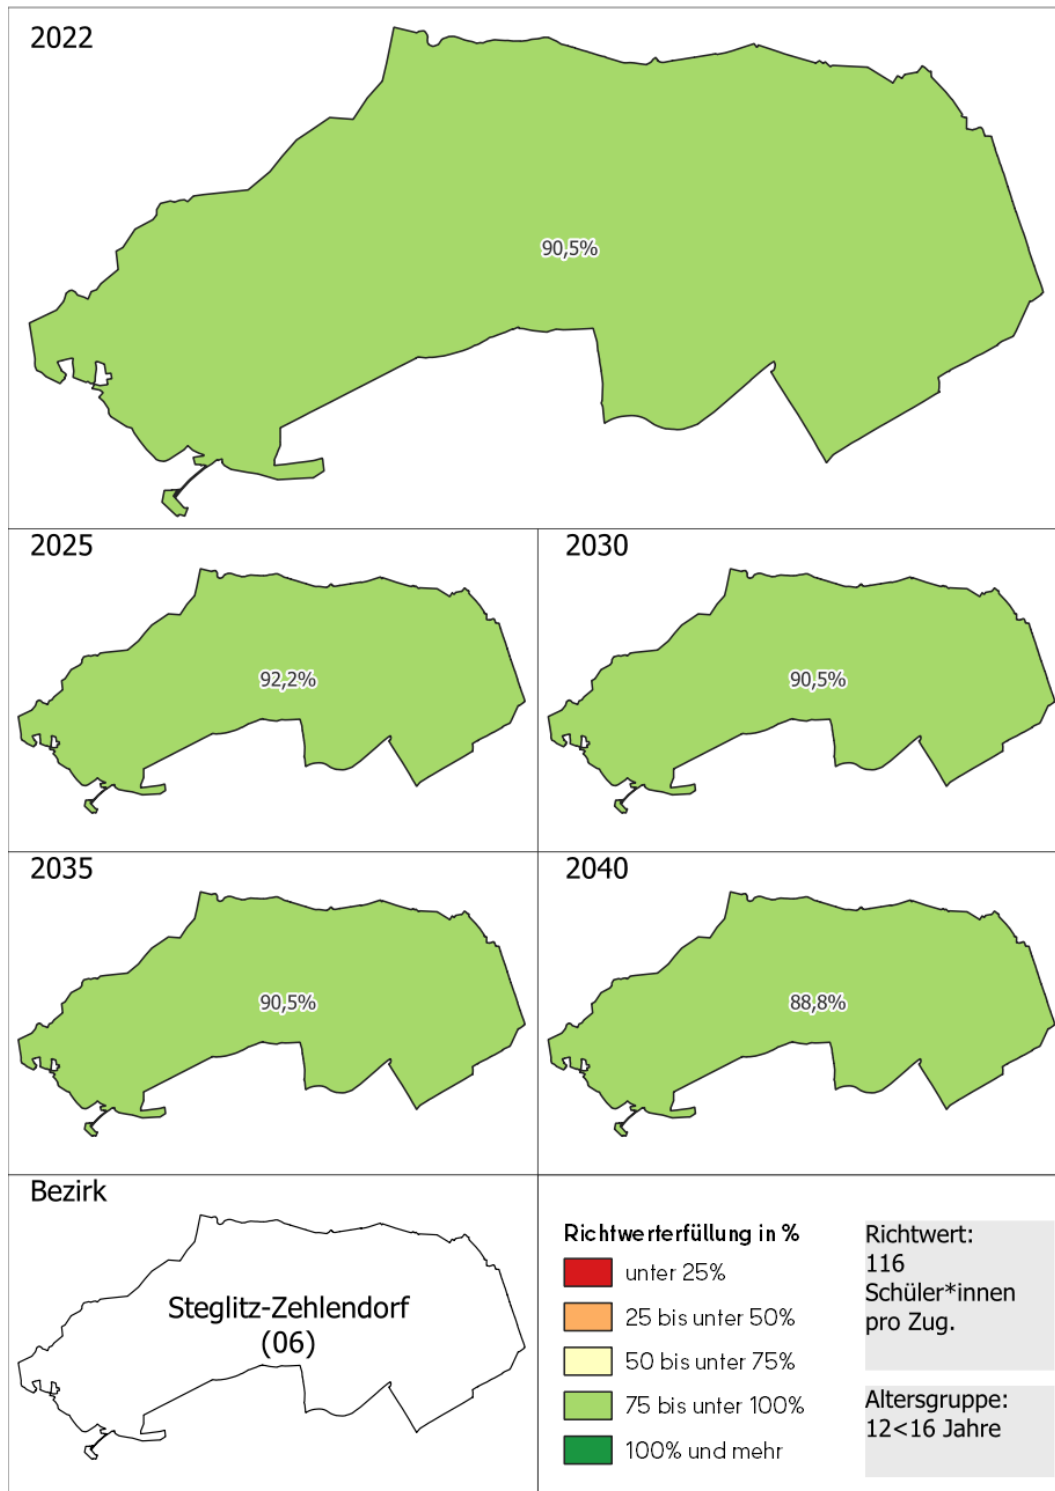 2022
90,5%
2025
92,2%
2030
90,5%
2035
90,5%
2040
88,8%
Bezirk
Steglitz-Zehlendorf
(06)
Richtwerterfüllung in %
unter 25%
25 bis unter 50%
50 bis unter 75%
75 bis unter 100%
100% und mehr
Richtwert:
116
Schüler*innen
pro Zug.
Altersgruppe:
12<16 Jahre